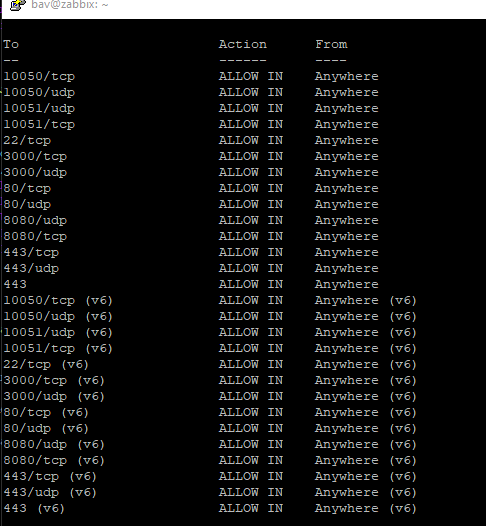 bav@zabbix: ~
To Action From
-- ------ ----
10050/tcp ALLOW IN Anywhere
10050/udp ALLOW IN Anywhere
10051/udp ALLOW IN Anywhere
10051/tcp ALLOW IN Anywhere
22/tcp ALLOW IN Anywhere
3000/tcp ALLOW IN Anywhere
3000/udp ALLOW IN Anywhere
80/tcp ALLOW IN Anywhere
80/udp ALLOW IN Anywhere
8080/udp ALLOW IN Anywhere
8080/tcp ALLOW IN Anywhere
443/tcp ALLOW IN Anywhere
443/udp ALLOW IN Anywhere
443 ALLOW IN Anywhere
10050/tcp (v6) ALLOW IN Anywhere (v6)
10050/udp (v6) ALLOW IN Anywhere (v6)
10051/udp (v6) ALLOW IN Anywhere (v6)
10051/tcp (v6) ALLOW IN Anywhere (v6)
22/tcp (v6) ALLOW IN Anywhere (v6)
3000/tcp (v6) ALLOW IN Anywhere (v6)
3000/udp (v6) ALLOW IN Anywhere (v6)
80/tcp (v6) ALLOW IN Anywhere (v6)
80/udp (v6) ALLOW IN Anywhere (v6)
8080/udp (v6) ALLOW IN Anywhere (v6)
8080/tcp (v6) ALLOW IN Anywhere (v6)
443/tcp (v6) ALLOW IN Anywhere (v6)
443/udp (v6) ALLOW IN Anywhere (v6)
443 (v6) ALLOW IN Anywhere (v6)